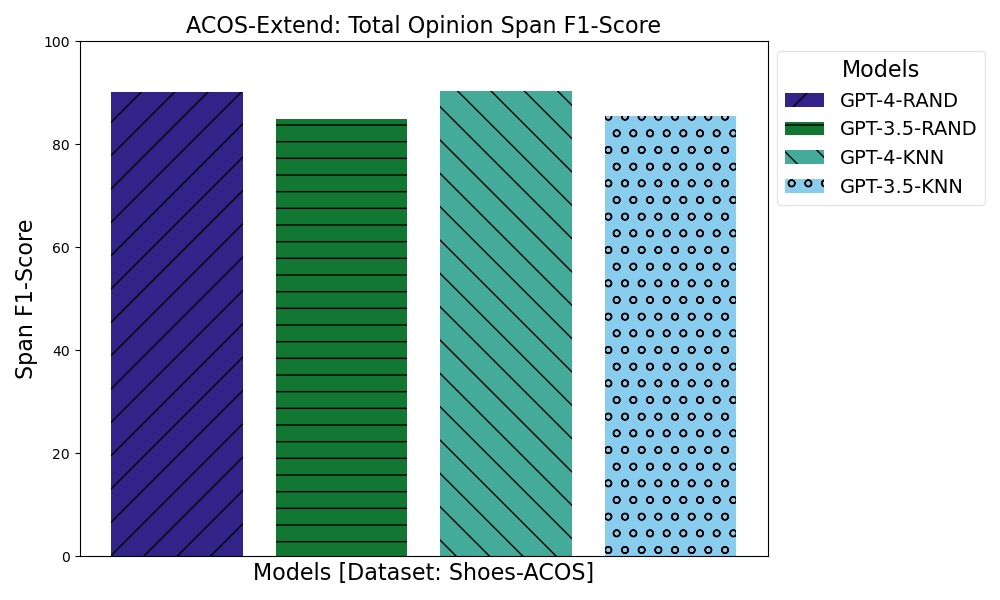 ACOS-Extend: Total Opinion Span F1-Score
100
80
60
40
20
0
Span F1-Score
Models [Dataset: Shoes-ACOS]
Models
GPT-4-RAND
GPT-3.5-RAND
GPT-4-KNN
GPT-3.5-KNN